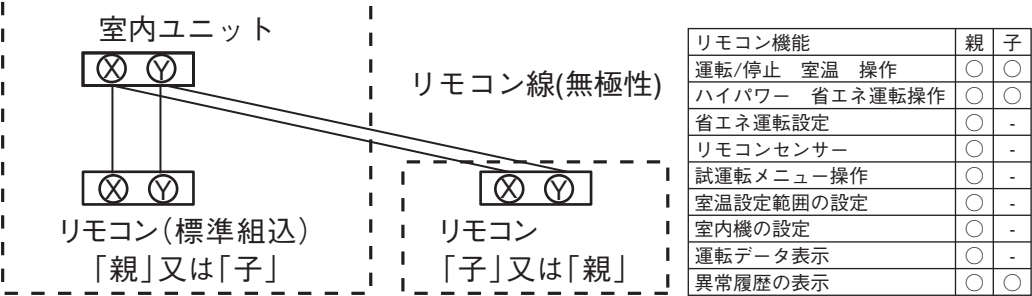 室内ユニット
X Y
リモコン線(無極性)
X Y
リモコン(標準組込)
「親」又は「子」
X Y
リモコン
「子」又は「親」
リモコン機能 親 子
運転/停止 室温 操作 ○ ○
ハイパワー 省エネ運転操作 ○ ○
省エネ運転設定 ○ -
リモコンセンサー ○ -
試運転メニュー操作 ○ -
室温設定範囲の設定 ○ -
室内機の設定 ○ -
運転データ表示 ○ -
異常履歴の表示 ○ ○